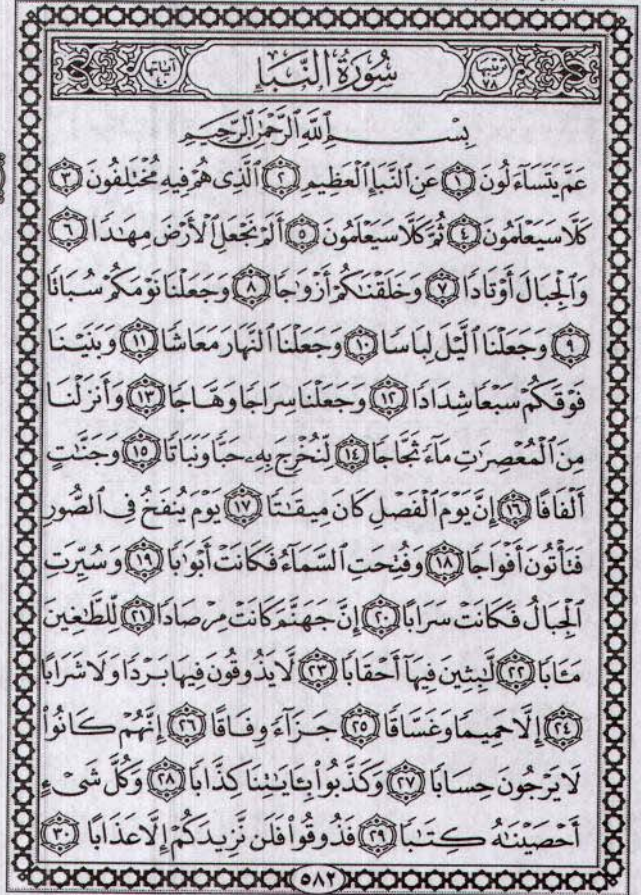 ترتيبها ٧٨ سُورَةُ النَّبَإِ آياتها ٤٠
بِسْمِ ٱللَّهِ ٱلرَّحْمَٰنِ ٱلرَّحِيمِ
عَمَّ يَتَسَآءَلُونَ ١ عَنِ ٱلنَّبَإِ ٱلْعَظِيمِ ٢ ٱلَّذِى هُمْ فِيهِ مُخْتَلِفُونَ ٣
كَلَّا سَيَعْلَمُونَ ٤ ثُمَّ كَلَّا سَيَعْلَمُونَ ٥ أَلَمْ نَجْعَلِ ٱلْأَرْضَ مِهَٰدًا ٦
وَٱلْجِبَالَ أَوْتَادًا ٧ وَخَلَقْنَٰكُمْ أَزْوَٰجًا ٨ وَجَعَلْنَا نَوْمَكُمْ سُبَاتًا
٩ وَجَعَلْنَا ٱلَّيْلَ لِبَاسًا ١٠ وَجَعَلْنَا ٱلنَّهَارَ مَعَاشًا ١١ وَبَنَيْنَا
فَوْقَكُمْ سَبْعًا شِدَادًا ١٢ وَجَعَلْنَا سِرَاجًا وَهَّاجًا ١٣ وَأَنزَلْنَا
مِنَ ٱلْمُعْصِرَٰتِ مَآءً ثَجَّاجًا ١٤ لِّنُخْرِجَ بِهِۦ حَبًّا وَنَبَاتًا ١٥ وَجَنَّٰتٍ
أَلْفَافًا ١٦ إِنَّ يَوْمَ ٱلْفَصْلِ كَانَ مِيقَٰتًا ١٧ يَوْمَ يُنفَخُ فِى ٱلصُّورِ
فَتَأْتُونَ أَفْوَاجًا ١٨ وَفُتِحَتِ ٱلسَّمَآءُ فَكَانَتْ أَبْوَٰبًا ١٩ وَسُيِّرَتِ
ٱلْجِبَالُ فَكَانَتْ سَرَابًا ٢٠ إِنَّ جَهَنَّمَ كَانَتْ مِرْصَادًا ٢١ لِّلطَّٰغِينَ
مَـَٔابًا ٢٢ لَّٰبِثِينَ فِيهَآ أَحْقَابًا ٢٣ لَّا يَذُوقُونَ فِيهَا بَرْدًا وَلَا شَرَابًا
٢٤ إِلَّا حَمِيمًا وَغَسَّاقًا ٢٥ جَزَآءً وِفَاقًا ٢٦ إِنَّهُمْ كَانُوا۟
لَا يَرْجُونَ حِسَابًا ٢٧ وَكَذَّبُوا۟ بِـَٔايَٰتِنَا كِذَّابًا ٢٨ وَكُلَّ شَىْءٍ
أَحْصَيْنَٰهُ كِتَٰبًا ٢٩ فَذُوقُوا۟ فَلَن نَّزِيدَكُمْ إِلَّا عَذَابًا ٣٠
٥٨٢